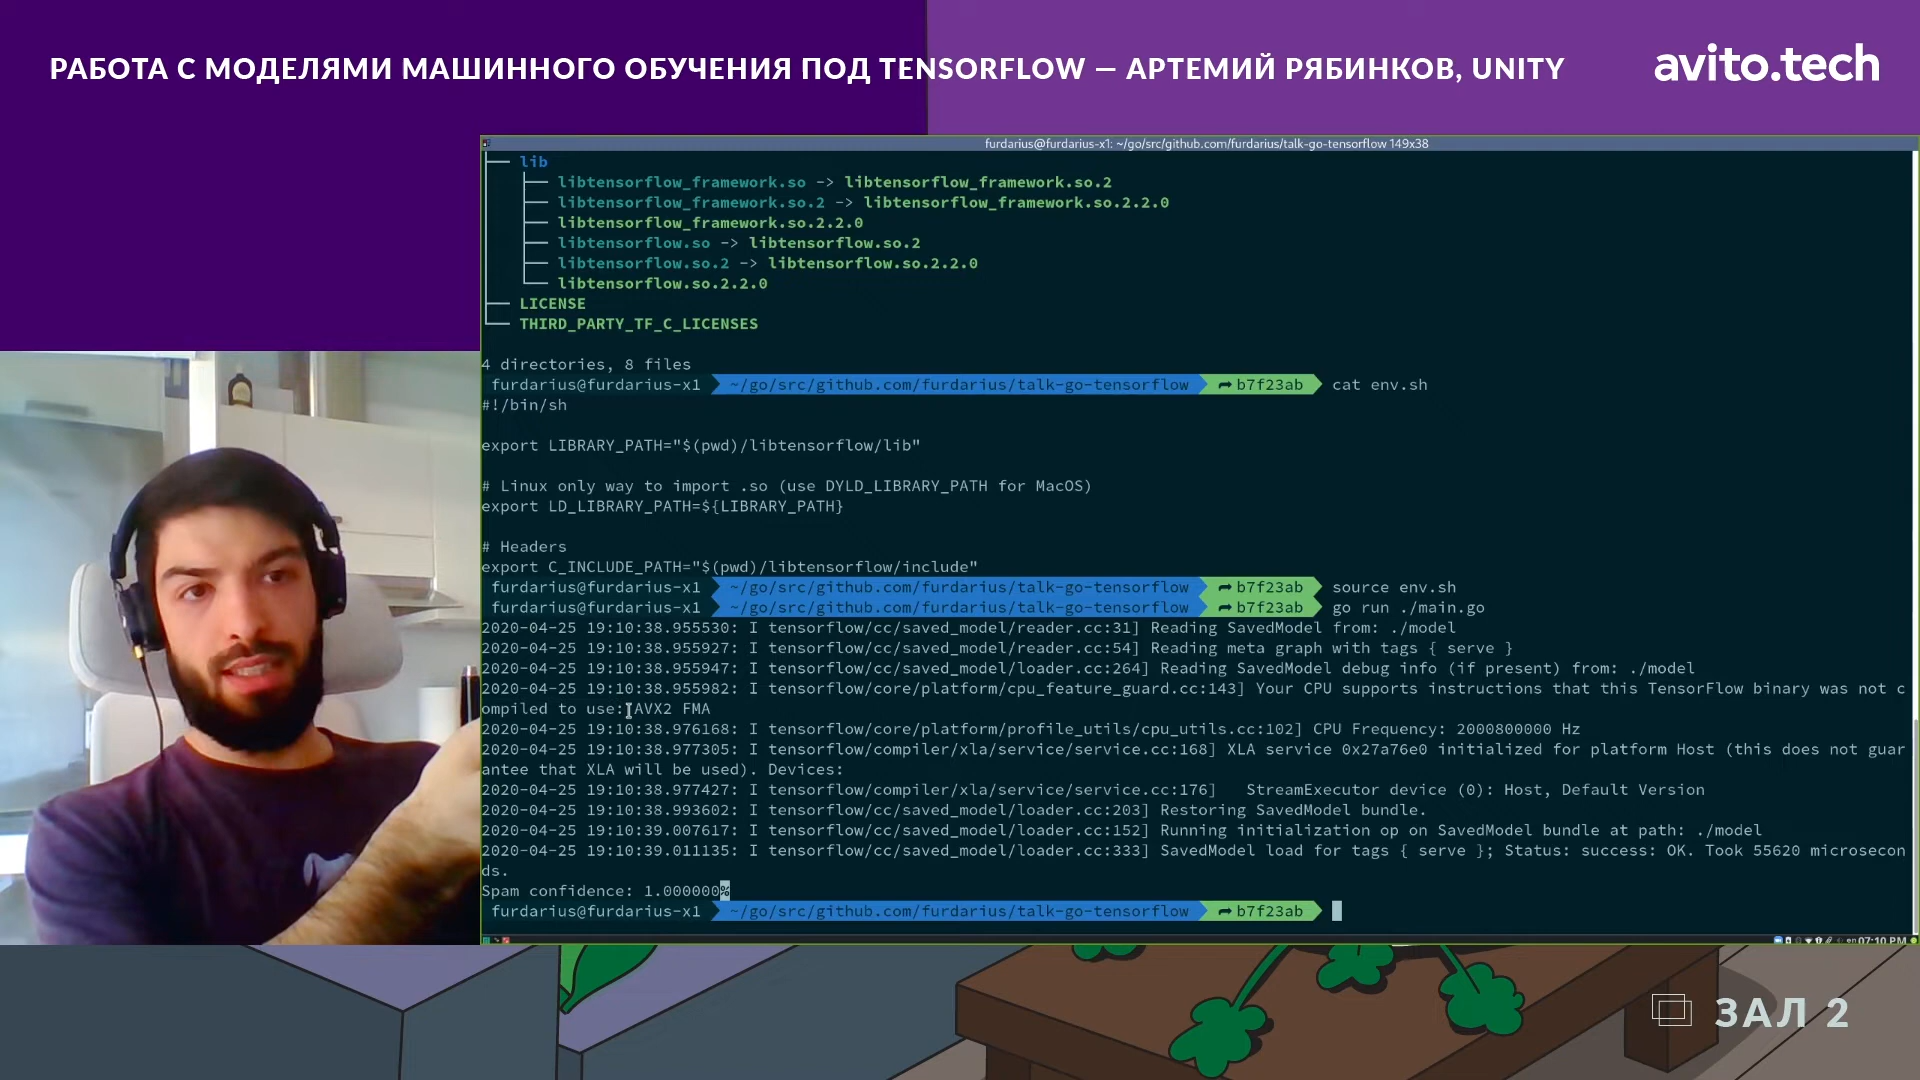 РАБОТА С МОДЕЛЯМИ МАШИННОГО ОБУЧЕНИЯ ПОД TENSORFLOW — АРТЕМИЙ РЯБИНКОВ, UNITY
avito.tech
furdarius@furdarius-x1: ~/go/src/github.com/furdarius/talk-go-tensorflow 149x38
├── lib
│   ├── libtensorflow_framework.so -> libtensorflow_framework.so.2
│   ├── libtensorflow_framework.so.2 -> libtensorflow_framework.so.2.2.0
│   ├── libtensorflow_framework.so.2.2.0
│   ├── libtensorflow.so -> libtensorflow.so.2
│   ├── libtensorflow.so.2 -> libtensorflow.so.2.2.0
│   └── libtensorflow.so.2.2.0
├── LICENSE
└── THIRD_PARTY_TF_C_LICENSES
4 directories, 8 files
furdarius@furdarius-x1 ~/go/src/github.com/furdarius/talk-go-tensorflow ➦ b7f23ab cat env.sh
#!/bin/sh
export LIBRARY_PATH="$(pwd)/libtensorflow/lib"
# Linux only way to import .so (use DYLD_LIBRARY_PATH for MacOS)
export LD_LIBRARY_PATH=${LIBRARY_PATH}
# Headers
export C_INCLUDE_PATH="$(pwd)/libtensorflow/include"
furdarius@furdarius-x1 ~/go/src/github.com/furdarius/talk-go-tensorflow ➦ b7f23ab source env.sh
furdarius@furdarius-x1 ~/go/src/github.com/furdarius/talk-go-tensorflow ➦ b7f23ab go run ./main.go
2020-04-25 19:10:38.955530: I tensorflow/cc/saved_model/reader.cc:31] Reading SavedModel from: ./model
2020-04-25 19:10:38.955927: I tensorflow/cc/saved_model/reader.cc:54] Reading meta graph with tags { serve }
2020-04-25 19:10:38.955947: I tensorflow/cc/saved_model/loader.cc:264] Reading SavedModel debug info (if present) from: ./model
2020-04-25 19:10:38.955982: I tensorflow/core/platform/cpu_feature_guard.cc:143] Your CPU supports instructions that this TensorFlow binary was not c
ompiled to use: AVX2 FMA
2020-04-25 19:10:38.976168: I tensorflow/core/platform/profile_utils/cpu_utils.cc:102] CPU Frequency: 2000800000 Hz
2020-04-25 19:10:38.977305: I tensorflow/compiler/xla/service/service.cc:168] XLA service 0x27a76e0 initialized for platform Host (this does not guar
antee that XLA will be used). Devices:
2020-04-25 19:10:38.977427: I tensorflow/compiler/xla/service/service.cc:176]   StreamExecutor device (0): Host, Default Version
2020-04-25 19:10:38.993602: I tensorflow/cc/saved_model/loader.cc:203] Restoring SavedModel bundle.
2020-04-25 19:10:39.007617: I tensorflow/cc/saved_model/loader.cc:152] Running initialization op on SavedModel bundle at path: ./model
2020-04-25 19:10:39.011135: I tensorflow/cc/saved_model/loader.cc:333] SavedModel load for tags { serve }; Status: success: OK. Took 55620 microsecon
ds.
Spam confidence: 1.000000%
furdarius@furdarius-x1 ~/go/src/github.com/furdarius/talk-go-tensorflow ➦ b7f23ab
en 07:10 PM
ЗАЛ 2